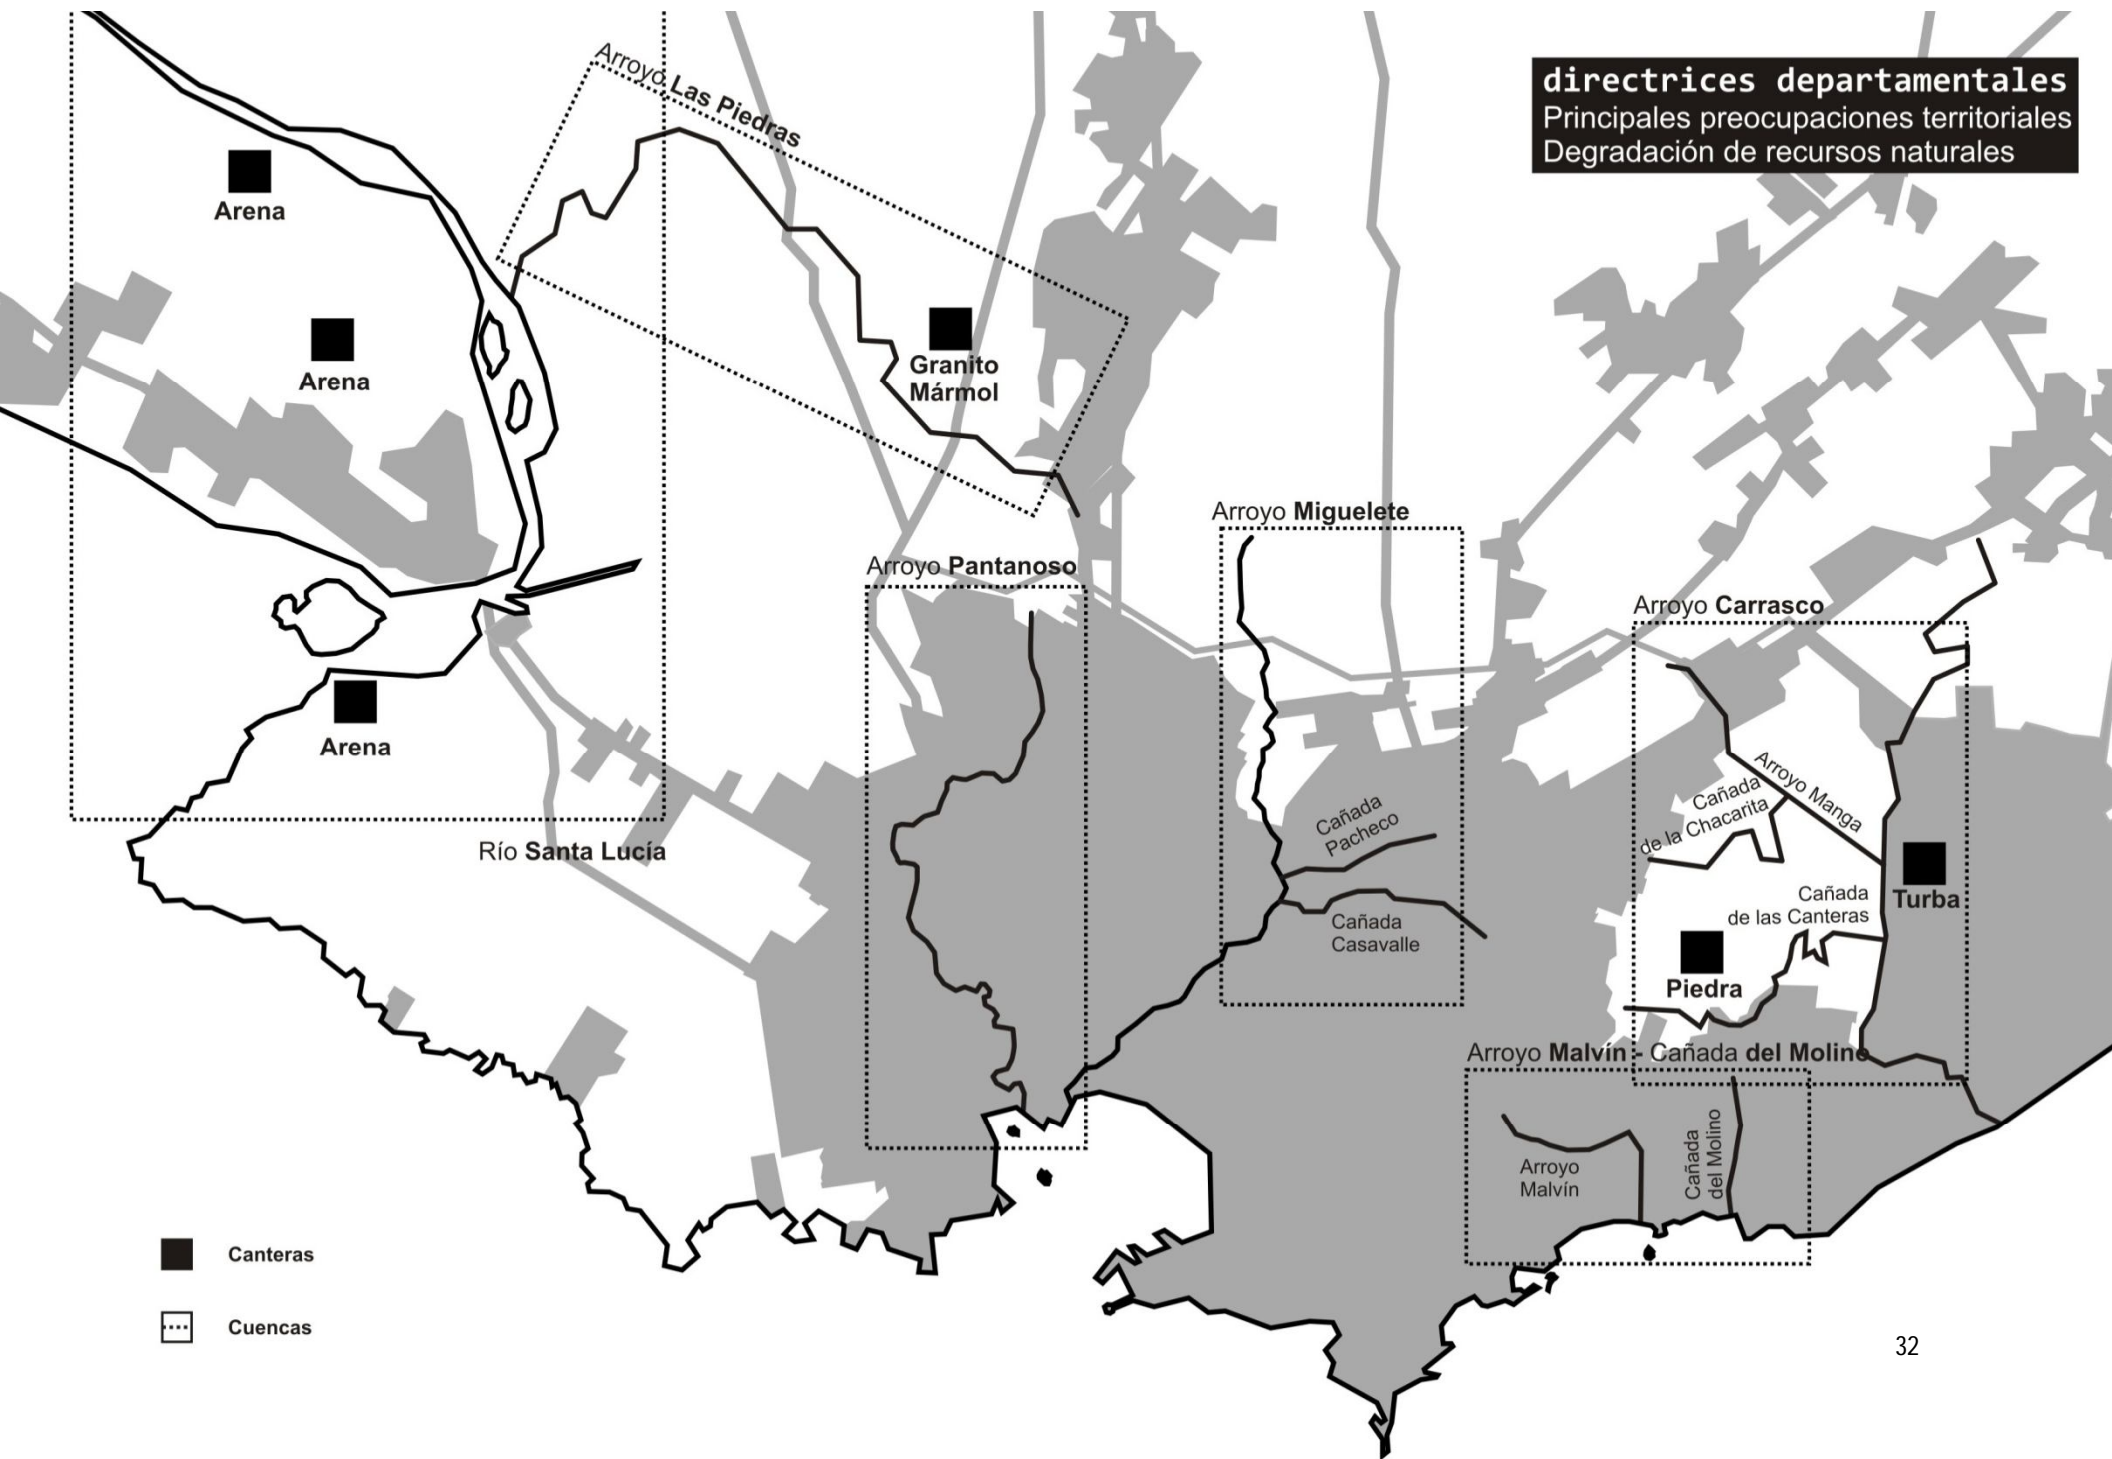 directrices departamentales
Principales preocupaciones territoriales
Degradación de recursos naturales
Arroyo Las Piedras
Arena
Arena
Granito
Mármol
Arroyo Miguelete
Arroyo Pantanoso
Arroyo Carrasco
Arena
Río Santa Lucía
Cañada
Pacheco
Cañada
Casavalle
Arroyo Manga
Cañada
de la Chacarita
Turba
Cañada
de las Canteras
Piedra
Arroyo Malvín - Cañada del Molino
Arroyo
Malvín
Cañada
del Molino
Canteras
Cuencas
32